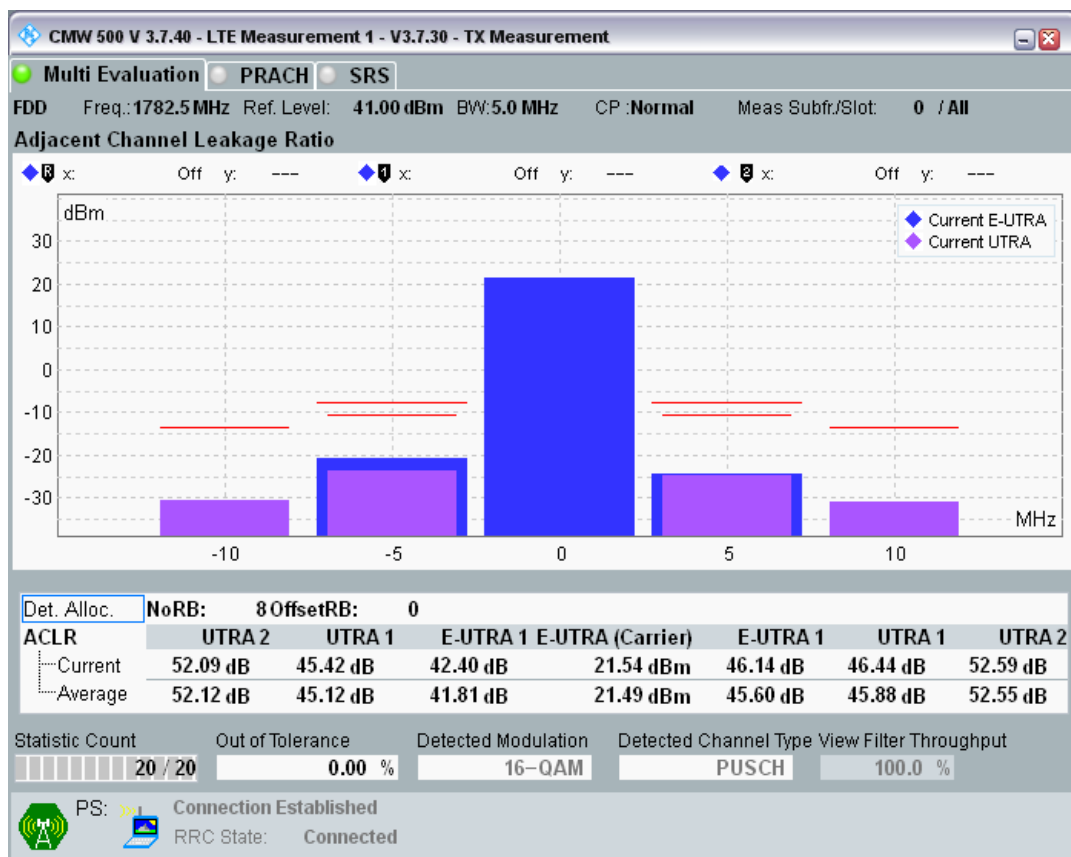 CMW 500 V 3.7.40 - LTE Measurement 1 - V3.7.30 - TX Measurement
Multi Evaluation PRACH SRS
FDD Freq.:1782.5 MHz Ref. Level: 41.00 dBm BW:5.0 MHz CP :Normal Meas Subfr./Slot: 0 / All
Adjacent Channel Leakage Ratio
R x: Off y: --- 1 x: Off y: --- 2 x: Off y: ---
dBm
Current E-UTRA
Current UTRA
30
20
10
0
-10
-20
-30
MHz
-10 -5 0 5 10
Det. Alloc. NoRB: 8 OffsetRB: 0
ACLR UTRA 2 UTRA 1 E-UTRA 1 E-UTRA (Carrier) E-UTRA 1 UTRA 1 UTRA 2
Current 52.09 dB 45.42 dB 42.40 dB 21.54 dBm 46.14 dB 46.44 dB 52.59 dB
Average 52.12 dB 45.12 dB 41.81 dB 21.49 dBm 45.60 dB 45.88 dB 52.55 dB
Statistic Count Out of Tolerance Detected Modulation Detected Channel Type View Filter Throughput
20 / 20 0.00 % 16-QAM PUSCH 100.0 %
PS: Connection Established
RRC State: Connected